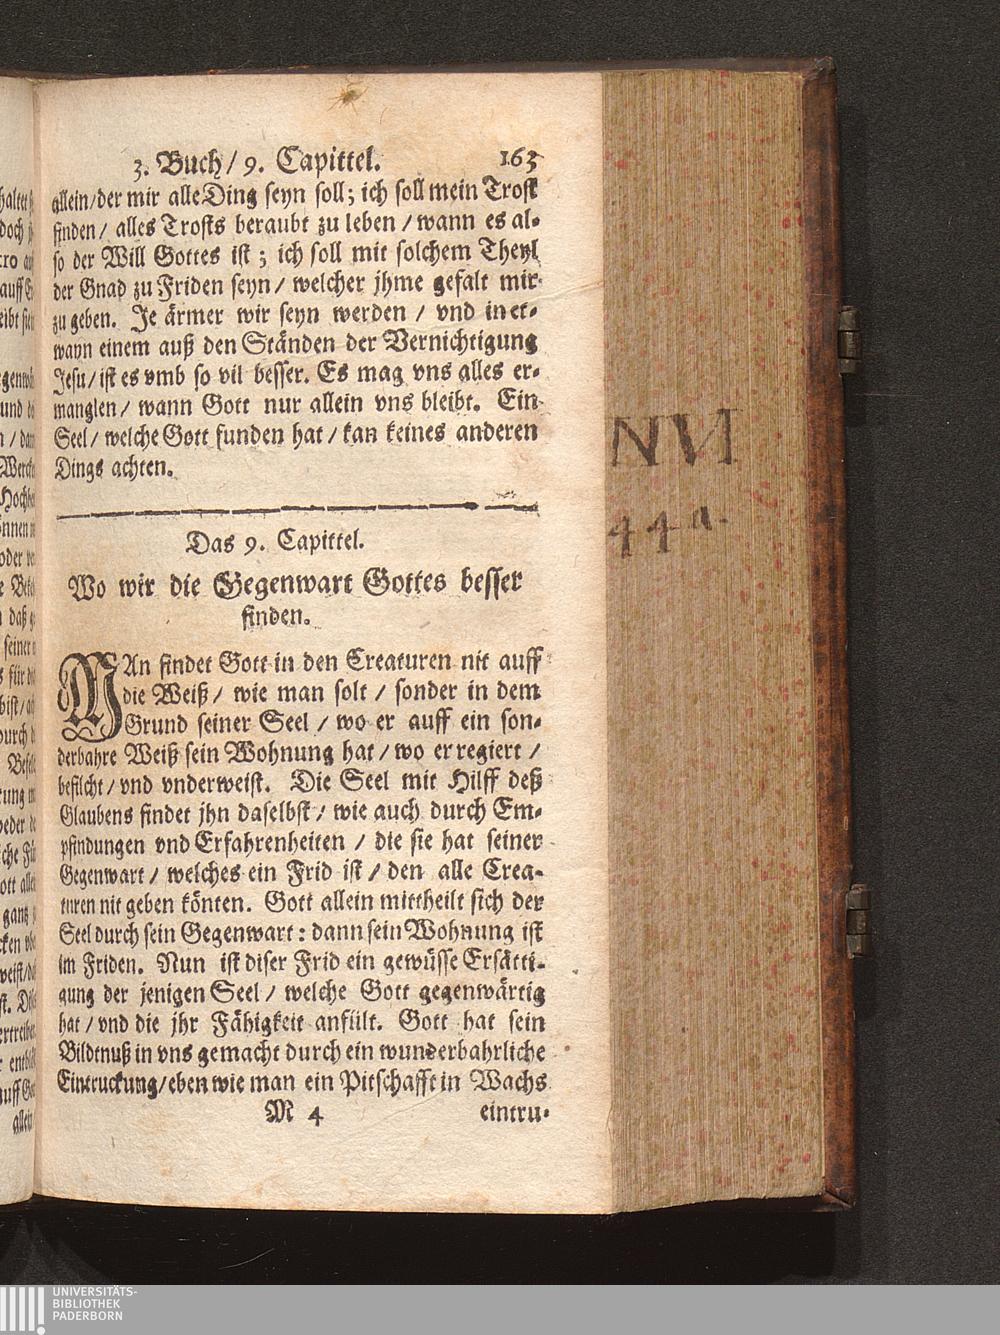 3. Buch/ 9. Capittel. 163
allein/der mir alle Ding seyn soll; ich soll mein Trost
finden/ alles Trosts beraubt zu leben/ wann es al-
so der Will Gottes ist; ich soll mit solchem Theyl
der Gnad zu Friden seyn/ welcher jhme gefalt mir
zu geben. Je ärmer wir seyn werden / vnd in et-
wann einem auß den Ständen der Vernichtigung
Jesu/ ist es vmb so vil besser. Es mag vns alles er-
manglen/ wann Gott nur allein vns bleibt. Ein
Seel/ welche Gott funden hat/ kan keines anderen
Dings achten.
Das 9. Capittel.
Wo wir die Gegenwart Gottes besser
finden.
MAn findet Gott in den Creaturen nit auff
die Weiß/ wie man solt/ sonder in dem
Grund seiner Seel/ wo er auff ein son-
derbahre Weiß sein Wohnung hat/ wo er regiert/
befilcht/ vnd vnderweist. Die Seel mit Hilff deß
Glaubens findet jhn daselbst/ wie auch durch Em-
pfindungen vnd Erfahrenheiten / die sie hat seiner
Gegenwart/ welches ein Frid ist/ den alle Crea-
turen nit geben könten. Gott allein mittheilt sich der
Seel durch sein Gegenwart: dann sein Wohnung ist
im Friden. Nun ist diser Frid ein gewüsse Ersätti-
gung der jenigen Seel/ welche Gott gegenwärtig
hat/ vnd die jhr Fähigkeit anfült. Gott hat sein
Bildtnuß in vns gemacht durch ein wunderbahrliche
Eintruckung/ eben wie man ein Pitschafft in Wachs
M 4 eintru-
44 a.
UNIVERSITÄTS-
BIBLIOTHEK
PADERBORN